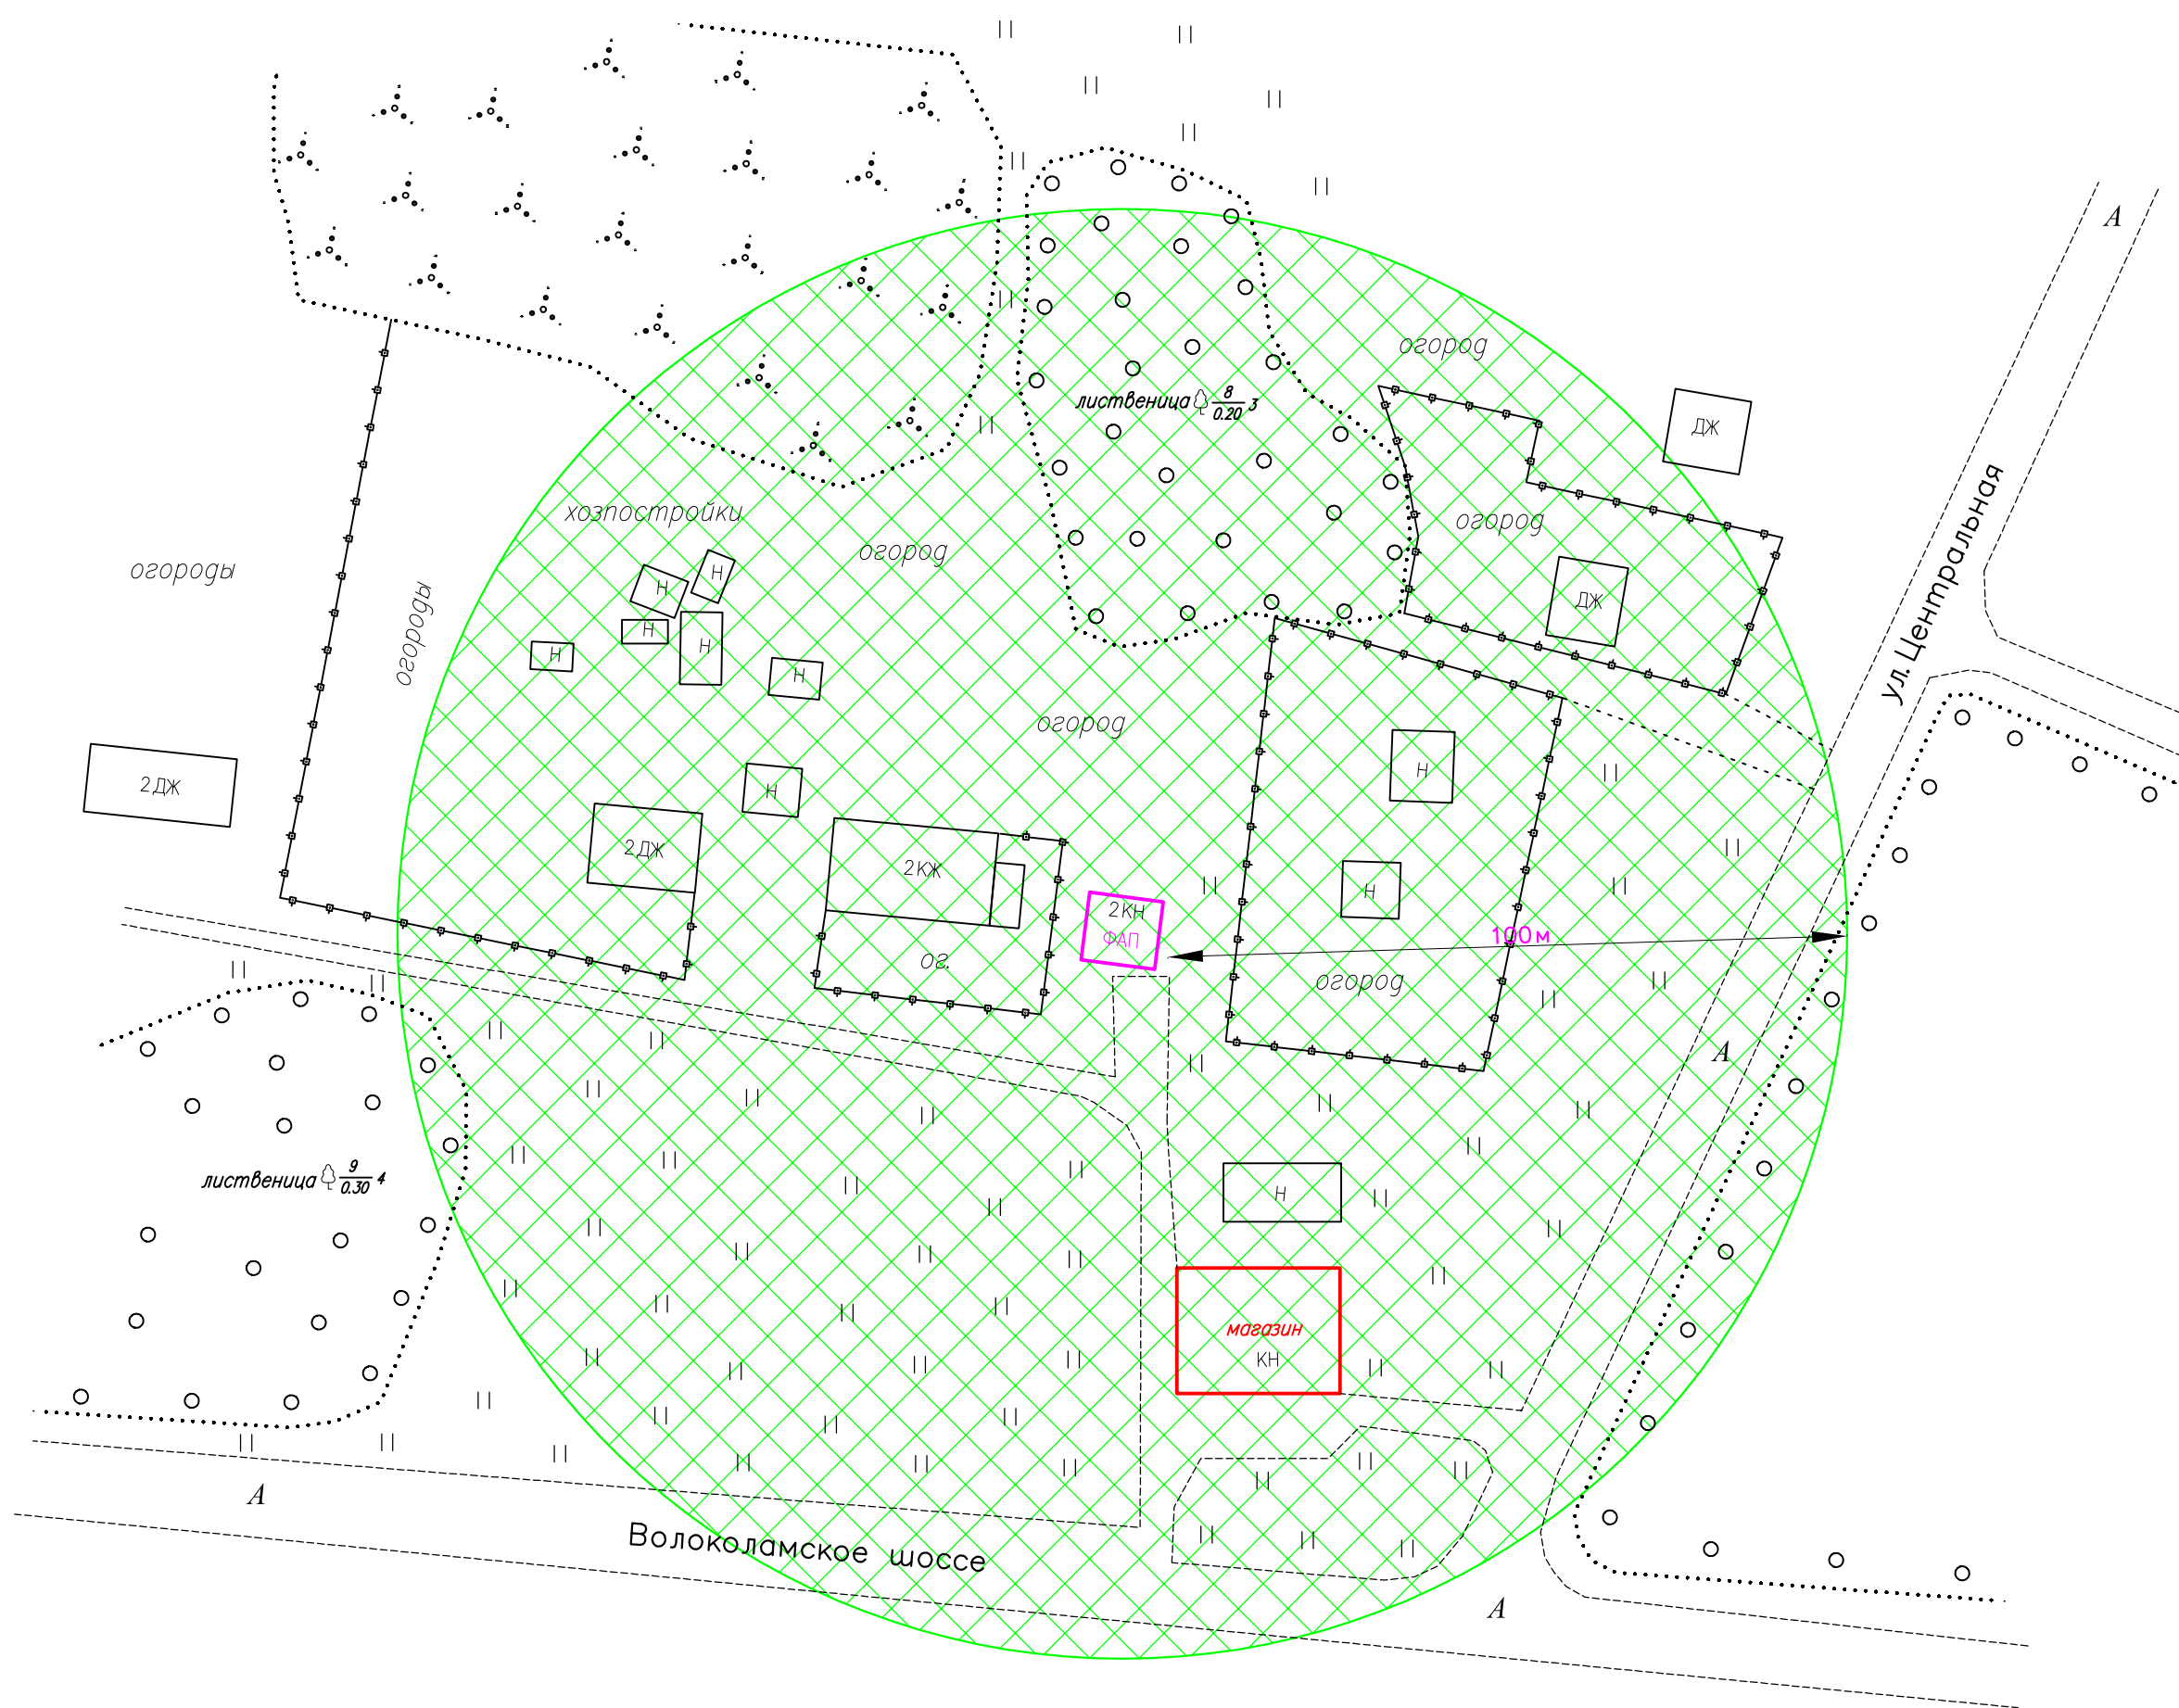 А
огород
лиственица 8/0.20 3
ДЖ
ул. Центральная
хозпостройки
огород
огород
огороды
огороды
Н
Н
Н
Н
Н
Н
ДЖ
огород
Н
2ДЖ
Н
2ДЖ
2КЖ
Н
2КН
ФАП
100м
ог.
огород
А
лиственица 9/0.30 4
Н
магазин
КН
А
Волоколамское шоссе
А